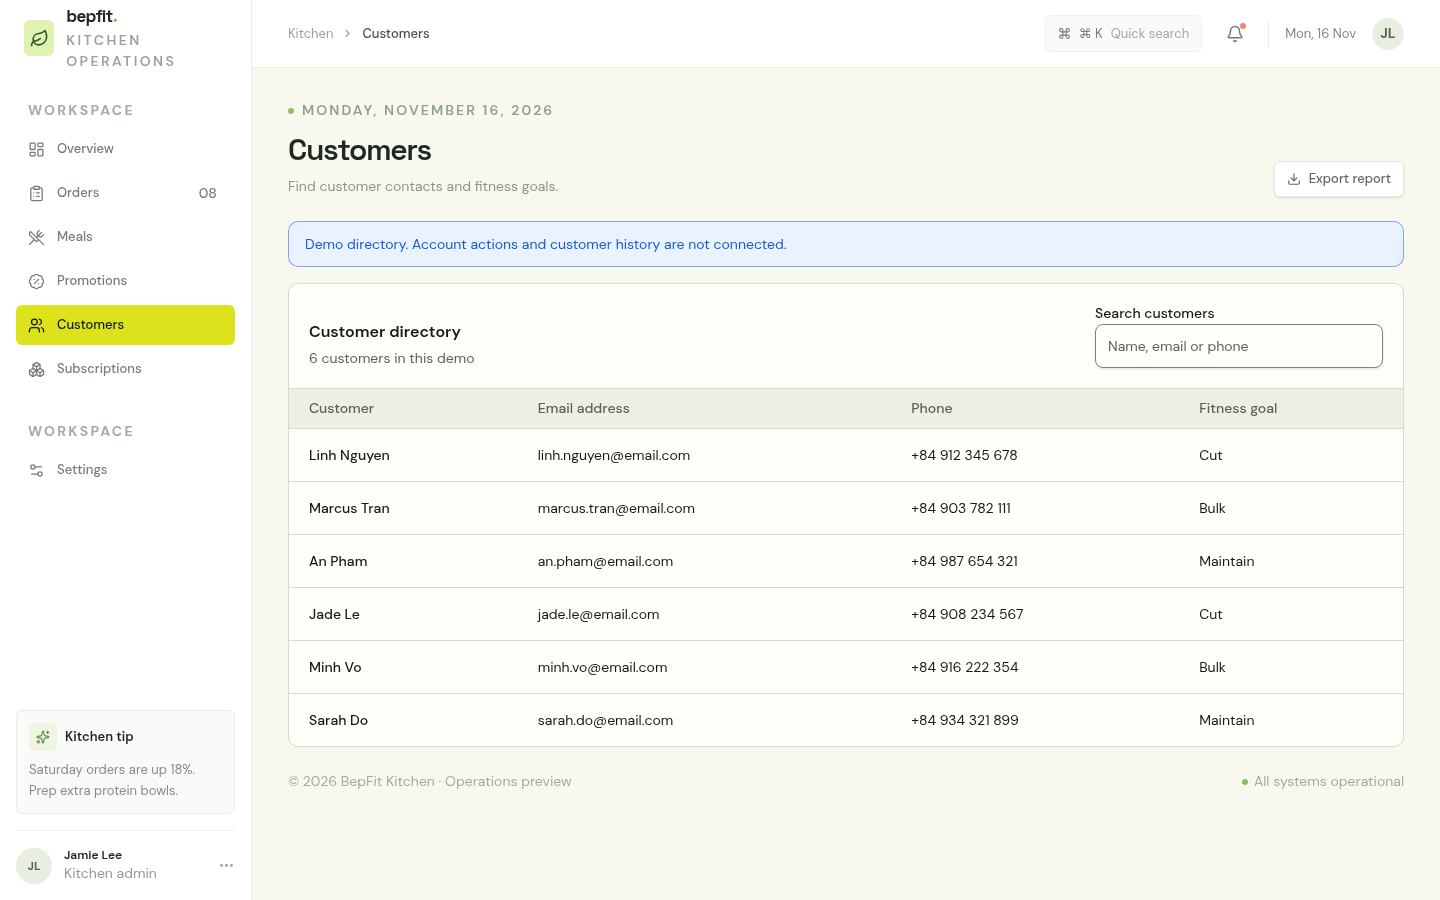 bepfit.
KITCHEN
OPERATIONS
WORKSPACE
Overview
Orders 08
Meals
Promotions
Customers
Subscriptions
WORKSPACE
Settings
Kitchen tip
Saturday orders are up 18%.
Prep extra protein bowls.
JL Jamie Lee
Kitchen admin
Kitchen > Customers
⌘ ⌘ K Quick search
Mon, 16 Nov JL
MONDAY, NOVEMBER 16, 2026
Customers
Find customer contacts and fitness goals.
Export report
Demo directory. Account actions and customer history are not connected.
Customer directory
6 customers in this demo
Search customers
Name, email or phone
Customer Email address Phone Fitness goal
Linh Nguyen linh.nguyen@email.com +84 912 345 678 Cut
Marcus Tran marcus.tran@email.com +84 903 782 111 Bulk
An Pham an.pham@email.com +84 987 654 321 Maintain
Jade Le jade.le@email.com +84 908 234 567 Cut
Minh Vo minh.vo@email.com +84 916 222 354 Bulk
Sarah Do sarah.do@email.com +84 934 321 899 Maintain
© 2026 BepFit Kitchen · Operations preview
All systems operational